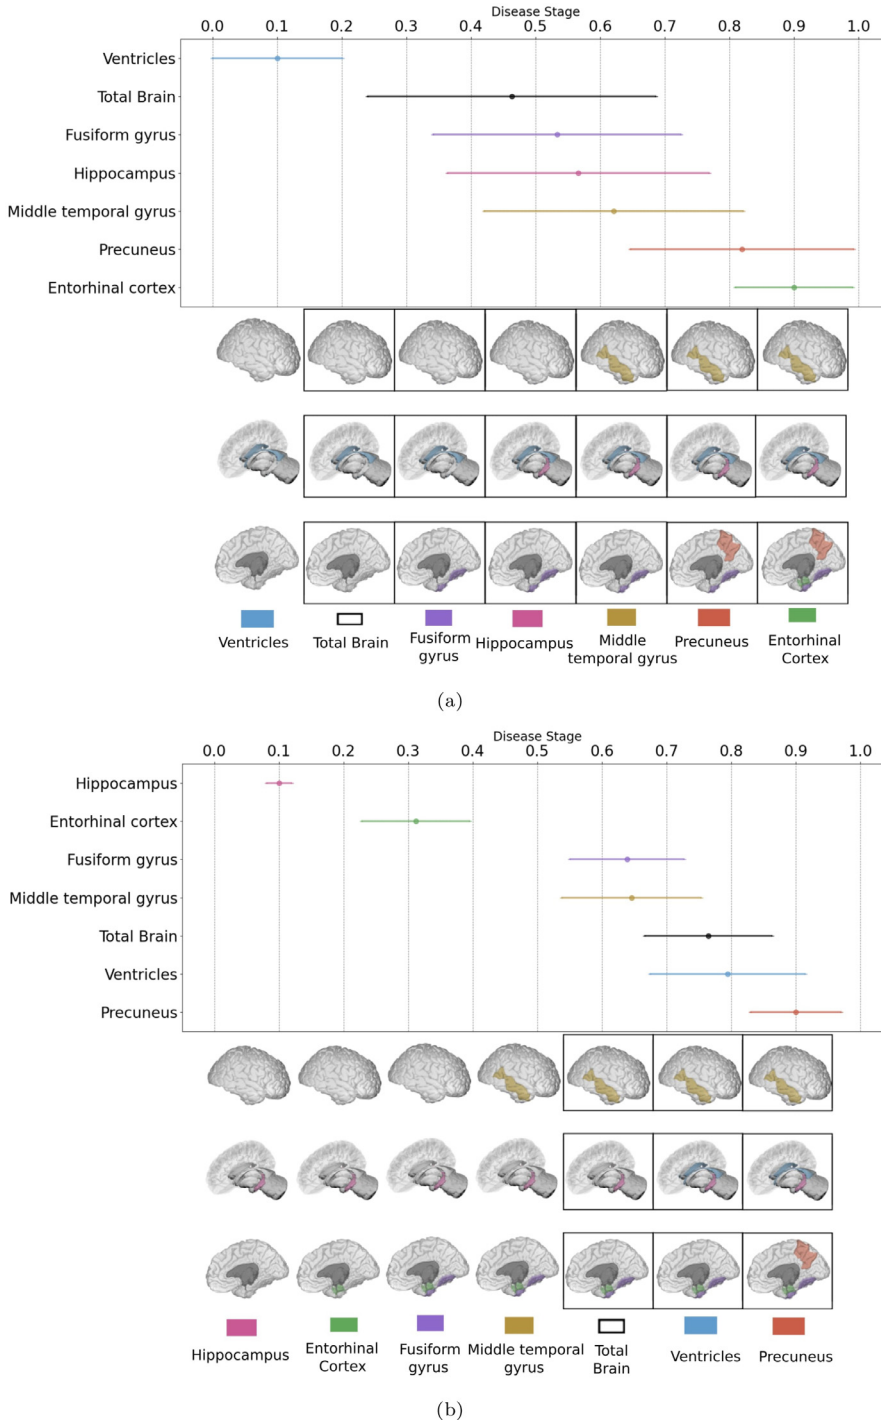 Disease Stage
0.0 0.1 0.2 0.3 0.4 0.5 0.6 0.7 0.8 0.9 1.0
Ventricles
Total Brain
Fusiform gyrus
Hippocampus
Middle temporal gyrus
Precuneus
Entorhinal cortex
Ventricles Total Brain Fusiform Hippocampus Middle Precuneus Entorhinal
gyrus temporal gyrus Cortex
(a)
Disease Stage
0.0 0.1 0.2 0.3 0.4 0.5 0.6 0.7 0.8 0.9 1.0
Hippocampus
Entorhinal cortex
Fusiform gyrus
Middle temporal gyrus
Total Brain
Ventricles
Precuneus
Hippocampus Entorhinal Fusiform Middle temporal Total Ventricles Precuneus
Cortex gyrus gyrus Brain
(b)